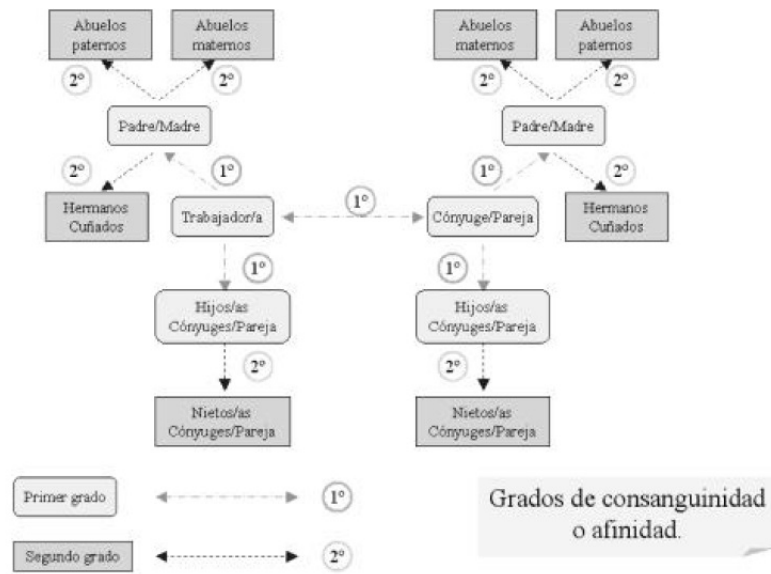 Abuelos
paternos
Abuelos
maternos
Abuelos
maternos
Abuelos
paternos
2º
2º
2º
2º
Padre/Madre
Padre/Madre
2º
1º
1º
2º
Hermanos
Cuñados
Trabajador/a
1º
Cónyuge/Pareja
Hermanos
Cuñados
1º
1º
Hijos/as
Cónyuges/Pareja
Hijos/as
Cónyuges/Pareja
2º
2º
Nietos/as
Cónyuges/Pareja
Nietos/as
Cónyuges/Pareja
Primer grado
1º
Segundo grado
2º
Grados de consanguinidad
o afinidad.